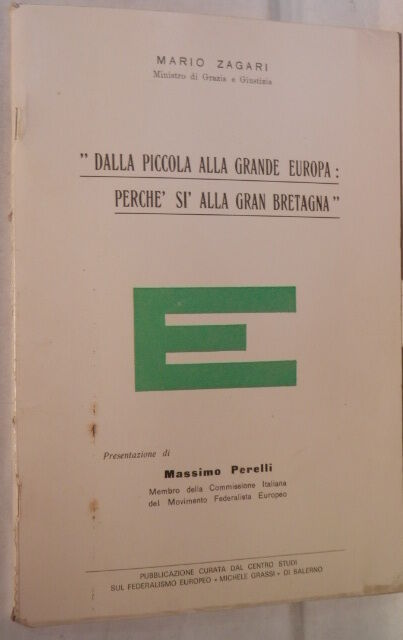 MARIO ZAGARI
Ministro di Grazia e Giustizia
" DALLA PICCOLA ALLA GRANDE EUROPA :
PERCHE' SI' ALLA GRAN BRETAGNA "
E
Presentazione di
Massimo Perelli
Membro della Commissione Italiana
del Movimento Federalista Europeo
PUBBLICAZIONE CURATA DAL CENTRO STUDI
SUL FEDERALISMO EUROPEO « MICHELE GRASSI » DI SALERNO